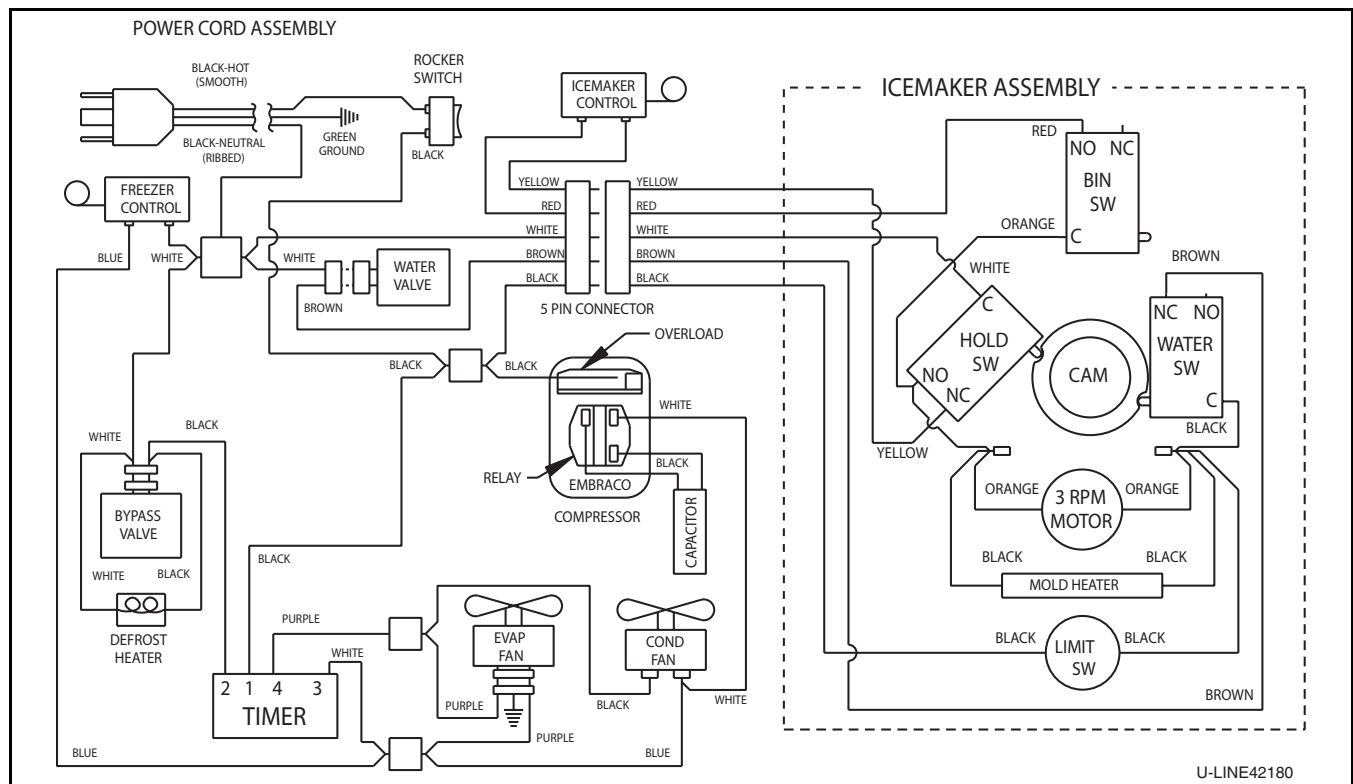 POWER CORD ASSEMBLY
BLACK-HOT
(SMOOTH)
ROCKER
SWITCH
ICEMAKER
CONTROL
ICEMAKER ASSEMBLY
GREEN
GROUND
BLACK-NEUTRAL
(RIBBED)
BLACK
RED
NO NC
BIN
SW
C
FREEZER
CONTROL
YELLOW
RED
WHITE
BROWN
BLACK
YELLOW
RED
WHITE
BROWN
BLACK
5 PIN CONNECTOR
ORANGE
BLUE
WHITE
WHITE
WATER
VALVE
BROWN
WHITE
BROWN
C
HOLD
SW
NO
NC
CAM
NC NO
WATER
SW
C
BLACK
OVERLOAD
BLACK
BLACK
WHITE
RELAY
BLACK
EMBRACO
COMPRESSOR
CAPACITOR
YELLOW
ORANGE
3 RPM
MOTOR
ORANGE
WHITE
BLACK
BYPASS
VALVE
WHITE
BLACK
DEFROST
HEATER
BLACK
BLACK
BLACK
MOLD HEATER
PURPLE
EVAP
FAN
COND
FAN
BLACK
LIMIT
SW
BLACK
WHITE
2 1 4 3
TIMER
PURPLE
BLACK
WHITE
BROWN
PURPLE
BLUE
BLUE
U-LINE42180